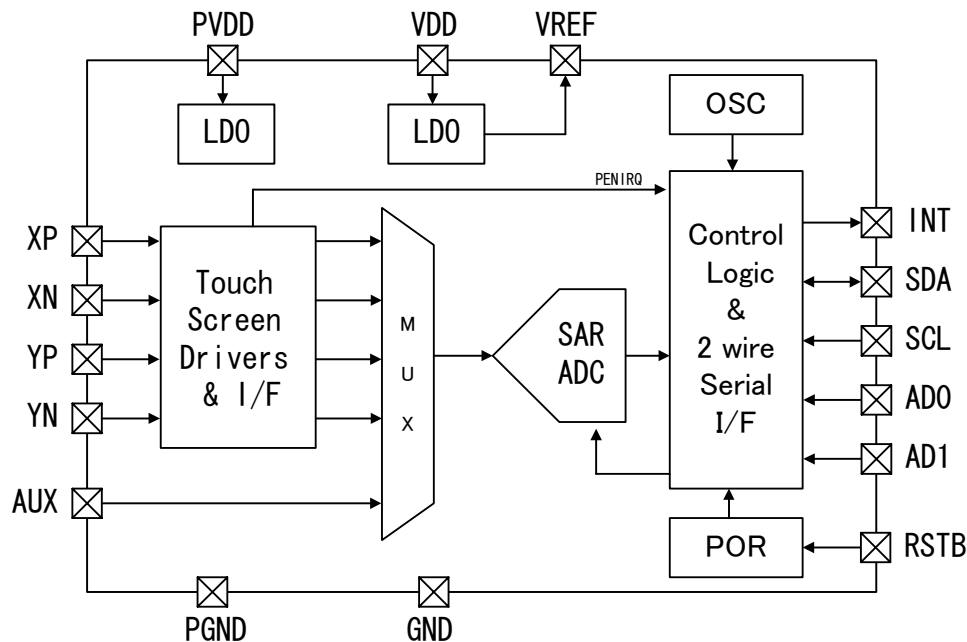 PVDD
VDD
VREF
LDO
LDO
OSC
PENIRQ
XP
XN
YP
YN
AUX
Touch
Screen
Drivers
& I/F
M
U
X
SAR
ADC
Control
Logic
&
2 wire
Serial
I/F
INT
SDA
SCL
AD0
AD1
POR
RSTB
PGND
GND